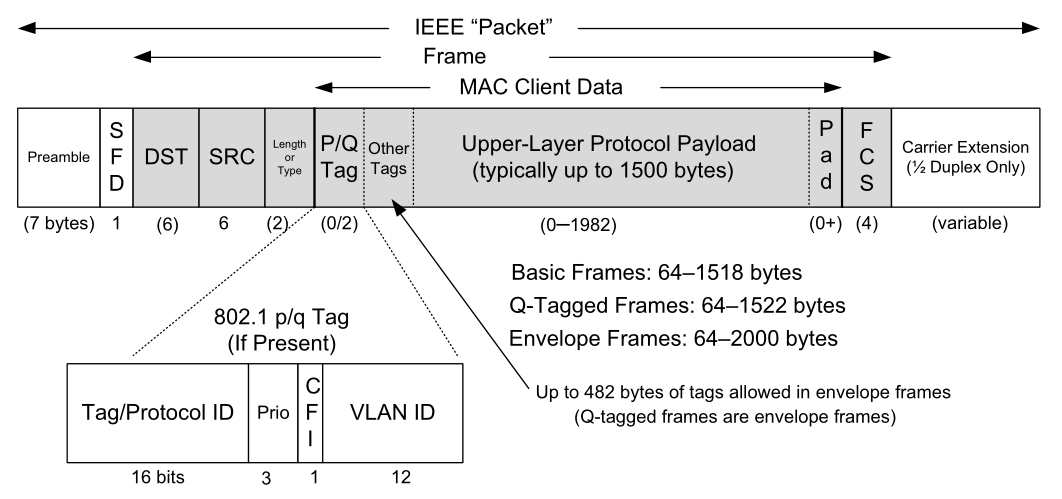 IEEE “Packet”
Frame
MAC Client Data
Preamble
S
F
D
DST
SRC
Length
or
Type
P/Q
Tag
Other
Tags
Upper-Layer Protocol Payload
(typically up to 1500 bytes)
P
a
d
F
C
S
Carrier Extension
(½ Duplex Only)
(7 bytes)
1
(6)
6
(2)
(0/2)
(0—1982)
(0+)
(4)
(variable)
Basic Frames: 64–1518 bytes
Q-Tagged Frames: 64–1522 bytes
Envelope Frames: 64–2000 bytes
802.1 p/q Tag
(If Present)
Up to 482 bytes of tags allowed in envelope frames
(Q-tagged frames are envelope frames)
Tag/Protocol ID
Prio
C
F
I
VLAN ID
16 bits
3
1
12